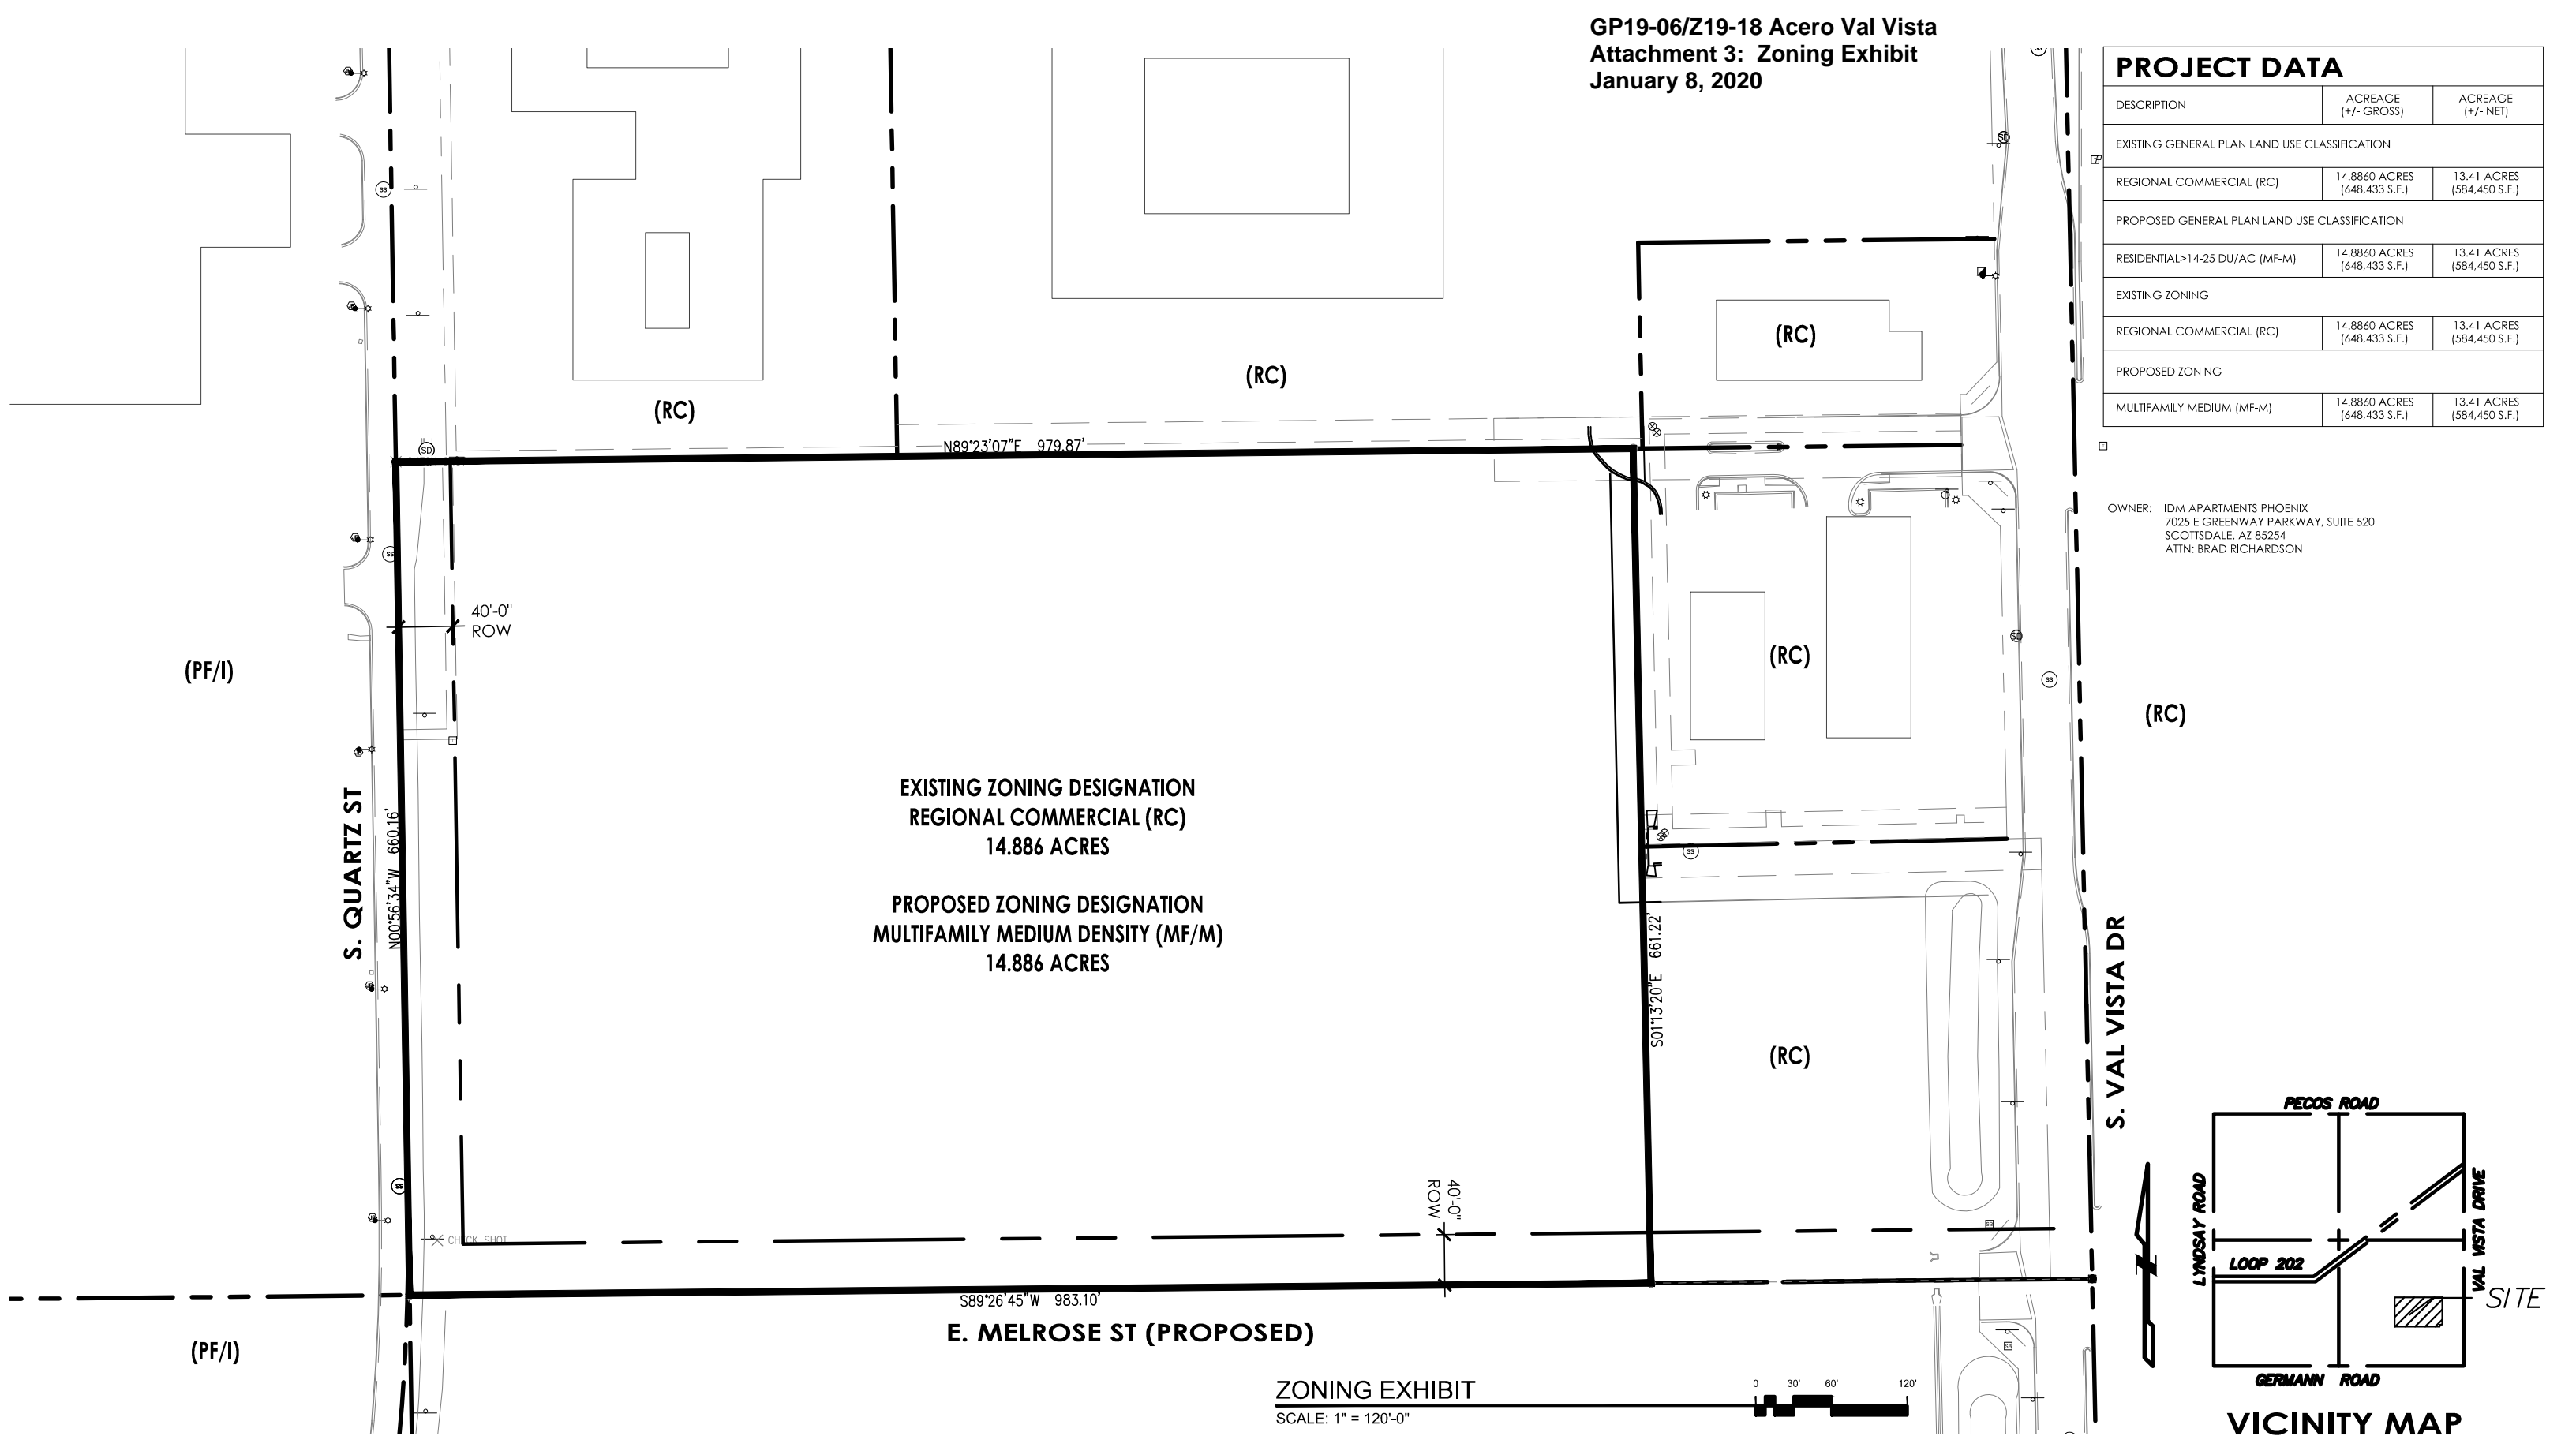 GP19-06/Z19-18 Acero Val Vista
Attachment 3:  Zoning Exhibit
January 8, 2020
PROJECT DATA
DESCRIPTION
ACREAGE
(+/- GROSS)
ACREAGE
(+/- NET)
EXISTING GENERAL PLAN LAND USE CLASSIFICATION
REGIONAL COMMERCIAL (RC)
14.8860 ACRES
(648,433 S.F.)
13.41 ACRES
(584,450 S.F.)
PROPOSED GENERAL PLAN LAND USE CLASSIFICATION
RESIDENTIAL>14-25 DU/AC (MF-M)
14.8860 ACRES
(648,433 S.F.)
13.41 ACRES
(584,450 S.F.)
EXISTING ZONING
REGIONAL COMMERCIAL (RC)
14.8860 ACRES
(648,433 S.F.)
13.41 ACRES
(584,450 S.F.)
PROPOSED ZONING
MULTIFAMILY MEDIUM (MF-M)
14.8860 ACRES
(648,433 S.F.)
13.41 ACRES
(584,450 S.F.)
OWNER: IDM APARTMENTS PHOENIX
7025 E GREENWAY PARKWAY, SUITE 520
SCOTTSDALE, AZ 85254
ATTN: BRAD RICHARDSON
SS
SD
(RC)
(RC)
(RC)
SD
N89°23'07"E 979.87'
SS
40'-0"
ROW
(PF/I)
(RC)
SD
SS
(RC)
S. QUARTZ ST
N00°56'34"W 660.16'
EXISTING ZONING DESIGNATION
REGIONAL COMMERCIAL (RC)
14.886 ACRES
PROPOSED ZONING DESIGNATION
MULTIFAMILY MEDIUM DENSITY (MF/M)
14.886 ACRES
SS
S01°13'20"E 661.22'
(RC)
S. VAL VISTA DR
SS
CHECK SHOT
40'-0"
ROW
S89°26'45"W 983.10'
E. MELROSE ST (PROPOSED)
(PF/I)
ZONING EXHIBIT
SCALE: 1" = 120'-0"
0 30' 60' 120'
PECOS ROAD
LYNDSAY ROAD
LOOP 202
VAL VISTA DRIVE
SITE
GERMANN ROAD
VICINITY MAP